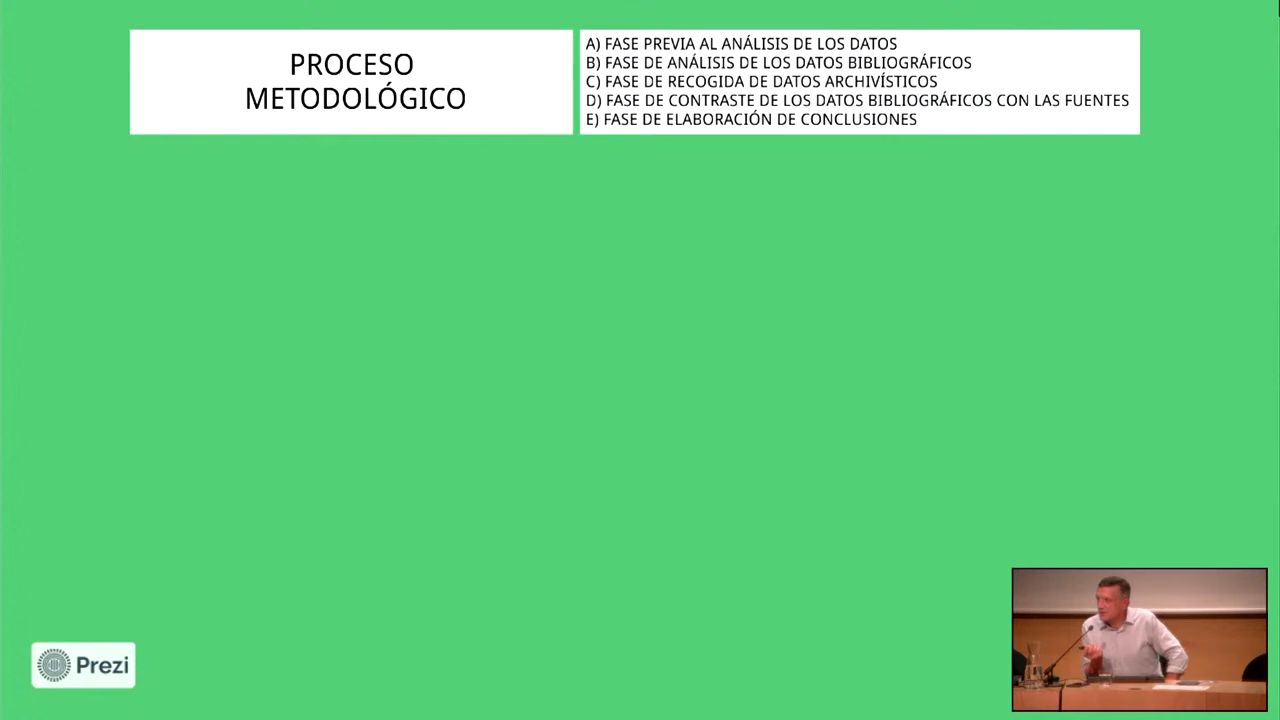 PROCESO
METODOLÓGICO
A) FASE PREVIA AL ANÁLISIS DE LOS DATOS
B) FASE DE ANÁLISIS DE LOS DATOS BIBLIOGRÁFICOS
C) FASE DE RECOGIDA DE DATOS ARCHIVÍSTICOS
D) FASE DE CONTRASTE DE LOS DATOS BIBLIOGRÁFICOS CON LAS FUENTES
E) FASE DE ELABORACIÓN DE CONCLUSIONES
Prezi